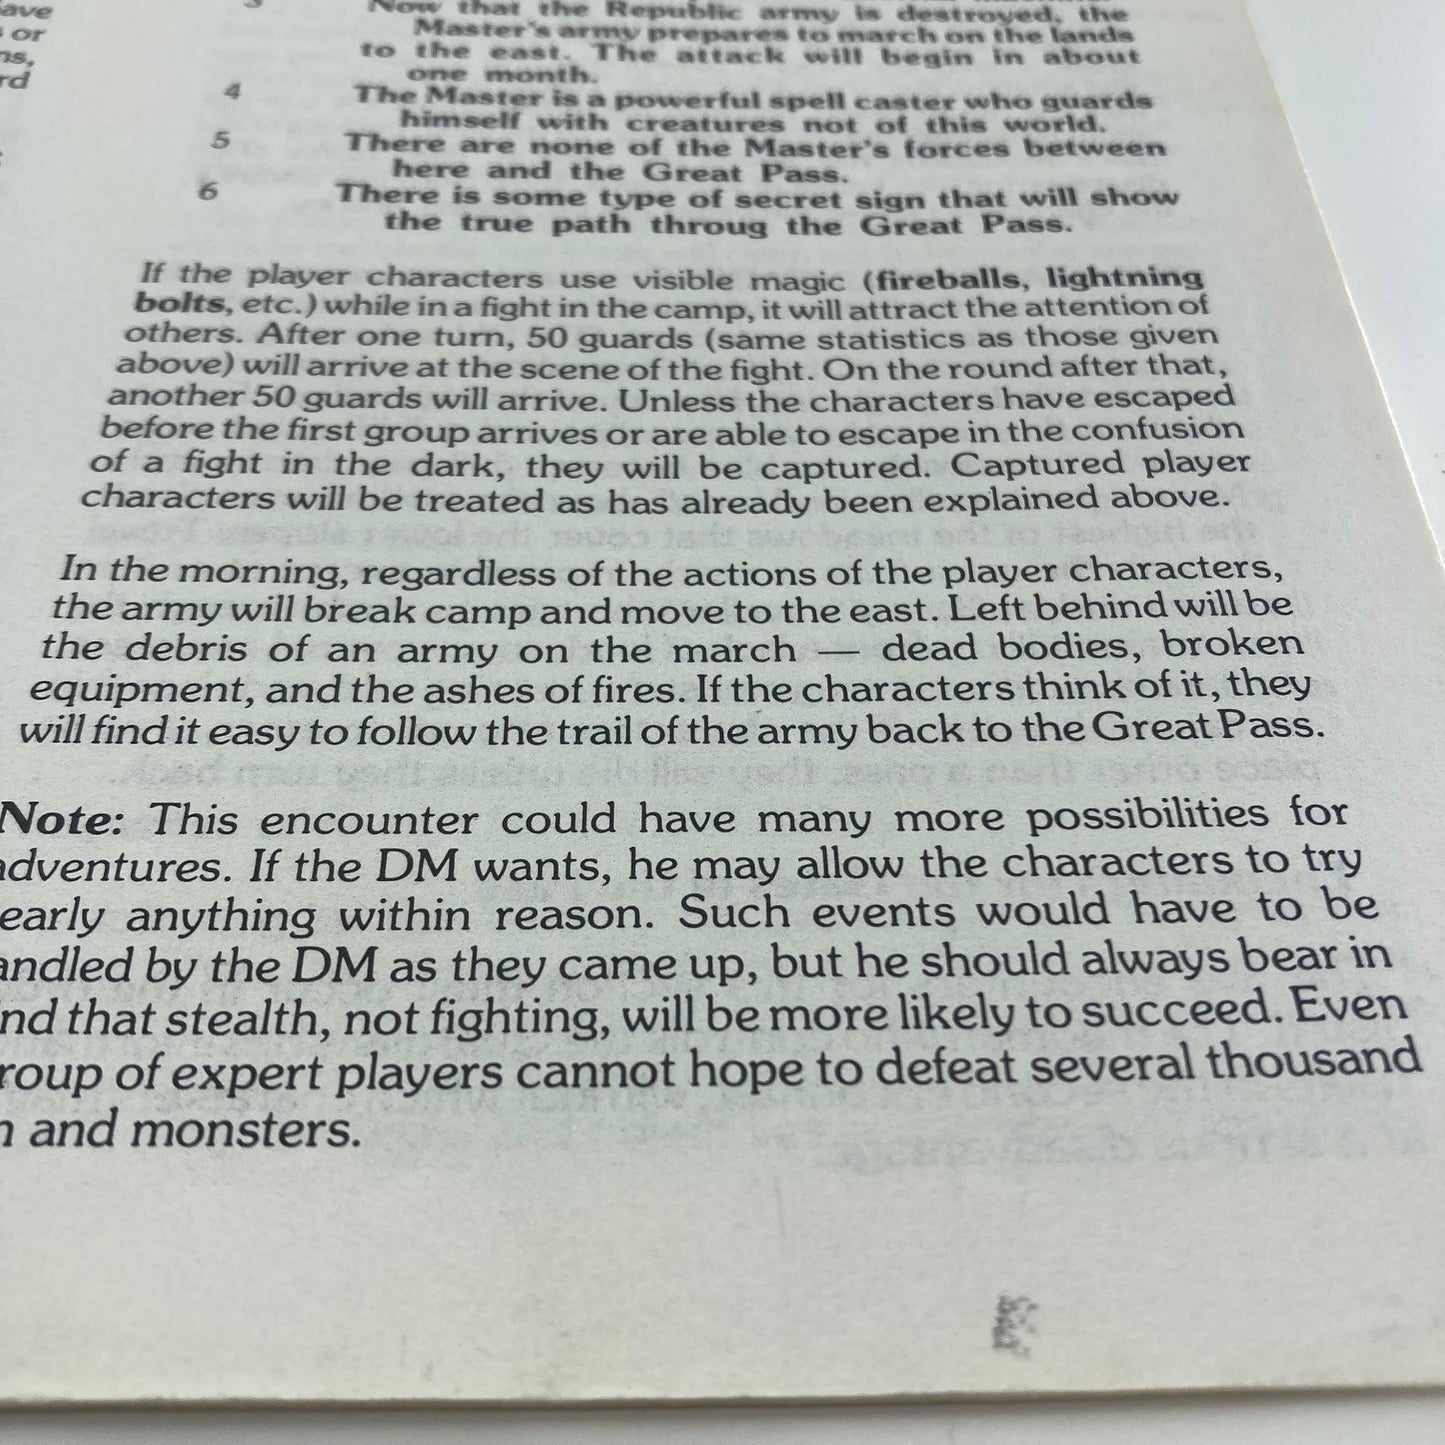 ave
or
ns,
rd
3 Now that the Republic army is destroyed, the
Master's army prepares to march on the lands
to the east. The attack will begin in about
one month.
4 The Master is a powerful spell caster who guards
himself with creatures not of this world.
5 There are none of the Master's forces between
here and the Great Pass.
6 There is some type of secret sign that will show
the true path throug the Great Pass.
If the player characters use visible magic (fireballs, lightning
bolts, etc.) while in a fight in the camp, it will attract the attention of
others. After one turn, 50 guards (same statistics as those given
above) will arrive at the scene of the fight. On the round after that,
another 50 guards will arrive. Unless the characters have escaped
before the first group arrives or are able to escape in the confusion
of a fight in the dark, they will be captured. Captured player
characters will be treated as has already been explained above.
In the morning, regardless of the actions of the player characters,
the army will break camp and move to the east. Left behind will be
the debris of an army on the march — dead bodies, broken
equipment, and the ashes of fires. If the characters think of it, they
will find it easy to follow the trail of the army back to the Great Pass.
Note: This encounter could have many more possibilities for
adventures. If the DM wants, he may allow the characters to try
early anything within reason. Such events would have to be
andled by the DM as they came up, but he should always bear in
nd that stealth, not fighting, will be more likely to succeed. Even
roup of expert players cannot hope to defeat several thousand
n and monsters.